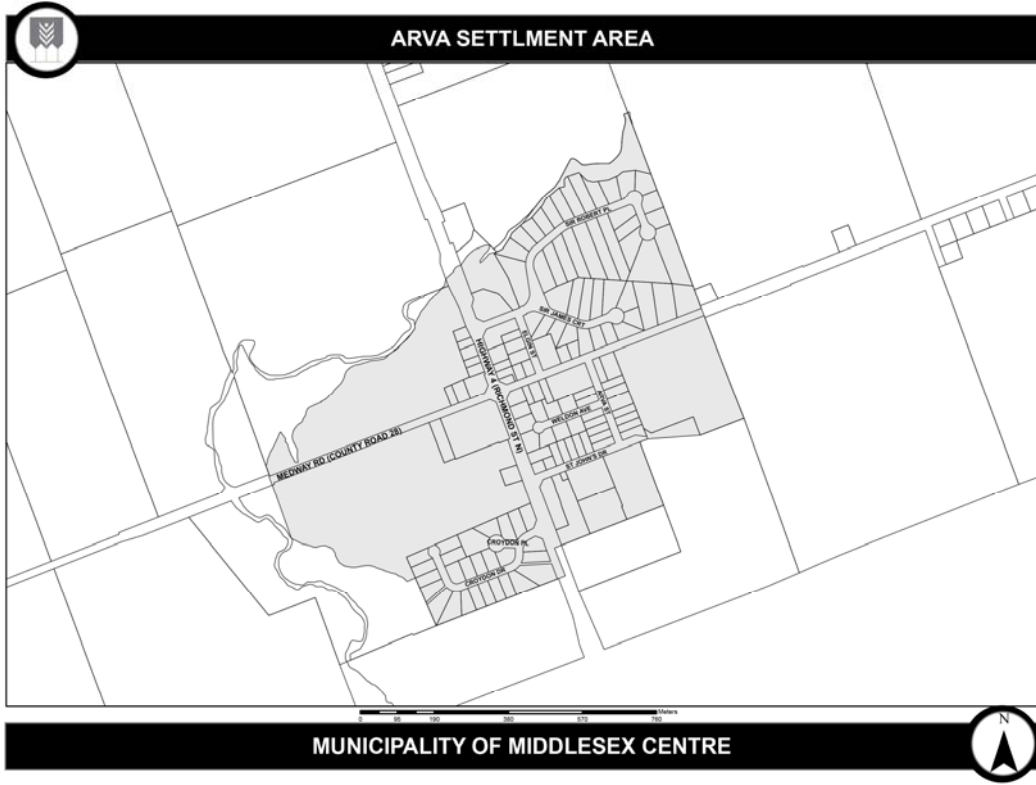 ARVA SETTLMENT AREA
SIR ROBERT PL
SIR JAMES CRT
ELGIN ST
HIGHWAY 4 (RICHMOND ST N)
ARVA ST
WELDON AVE
MEDWAY RD (COUNTY ROAD 28)
ST JOHN'S DR
CROYDON PL
CROYDON DR
0 95 190 380 570 760 Meters
MUNICIPALITY OF MIDDLESEX CENTRE
N